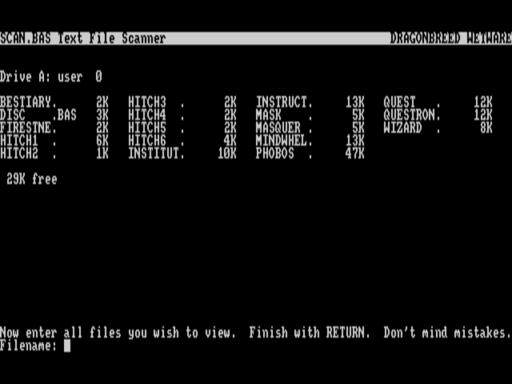 SCAN.BAS Text File Scanner DRAGONBREED WETWARE
Drive A: user 0
BESTIARY. 2K HITCH3 . 2K INSTRUCT. 13K QUEST . 12K
DISC .BAS 3K HITCH4 . 2K MASK . 5K QUESTRON. 12K
FIRESTNE. 2K HITCH5 . 2K MASQUER . 5K WIZARD . 8K
HITCH1 . 6K HITCH6 . 4K MINDWHEL. 13K
HITCH2 . 1K INSTITUT. 10K PHOBOS . 47K
29K free
Now enter all files you wish to view. Finish with RETURN. Don't mind mistakes.
Filename: